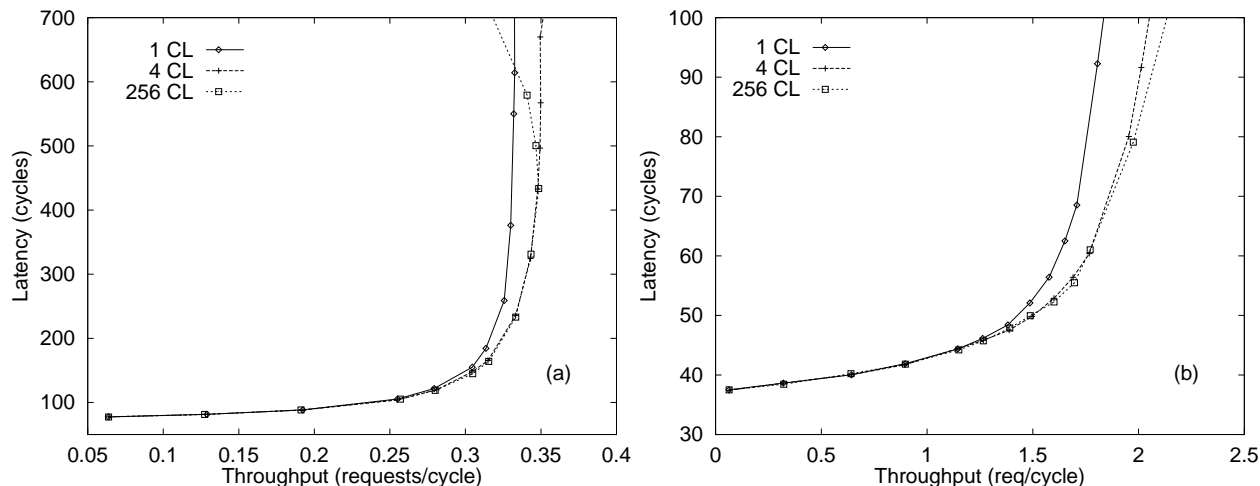 700
600
500
400
300
200
100
Latency (cycles)
1 CL
4 CL
256 CL
(a)
0.05 0.1 0.15 0.2 0.25 0.3 0.35 0.4
Throughput (requests/cycle)
100
90
80
70
60
50
40
30
Latency (cycles)
1 CL
4 CL
256 CL
(b)
0 0.5 1 1.5 2 2.5
Throughput (req/cycle)